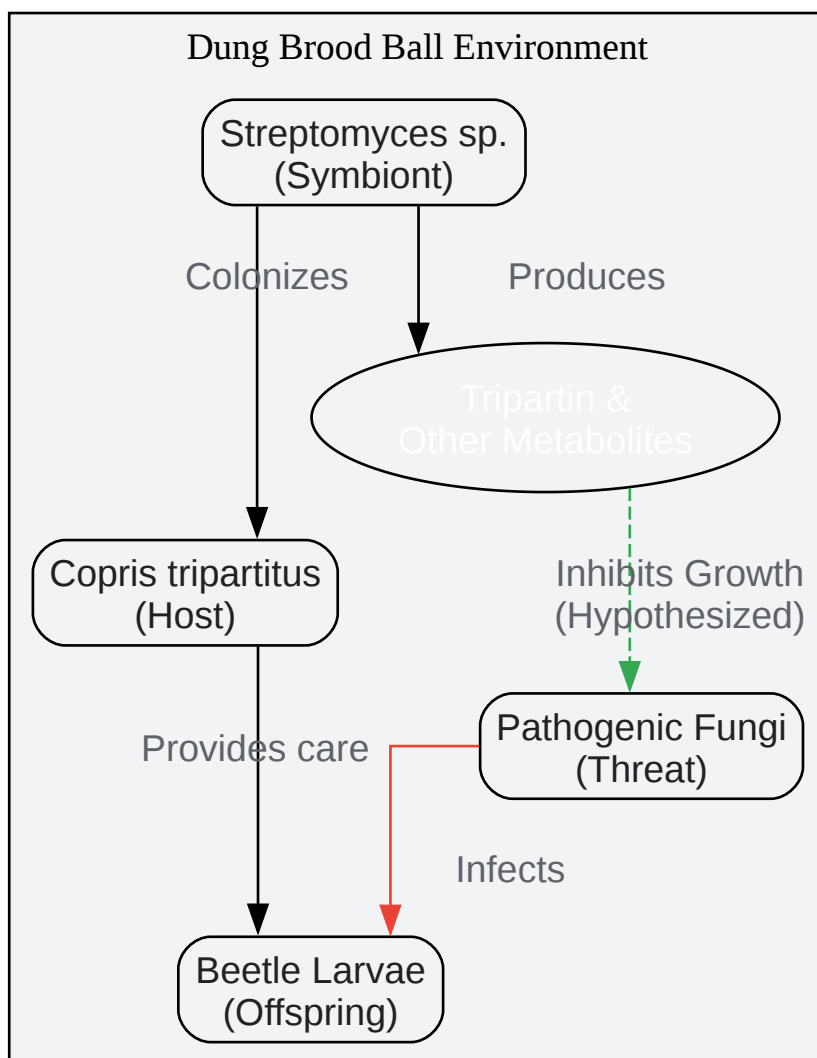 Dung Brood Ball Environment
Streptomyces sp.
(Symbiont)
Colonizes
Produces
Tripartin &
Other Metabolites
Copris tripartitus
(Host)
Inhibits Growth
(Hypothesized)
Provides care
Pathogenic Fungi
(Threat)
Infects
Beetle Larvae
(Offspring)